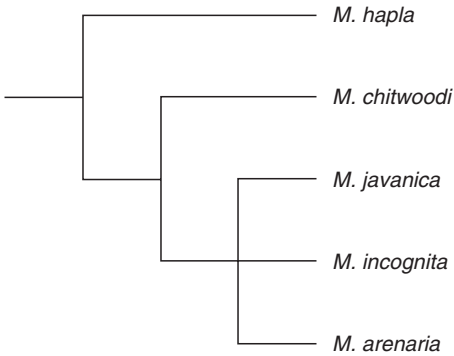 M. hapla
M. chitwoodi
M. javanica
M. incognita
M. arenaria